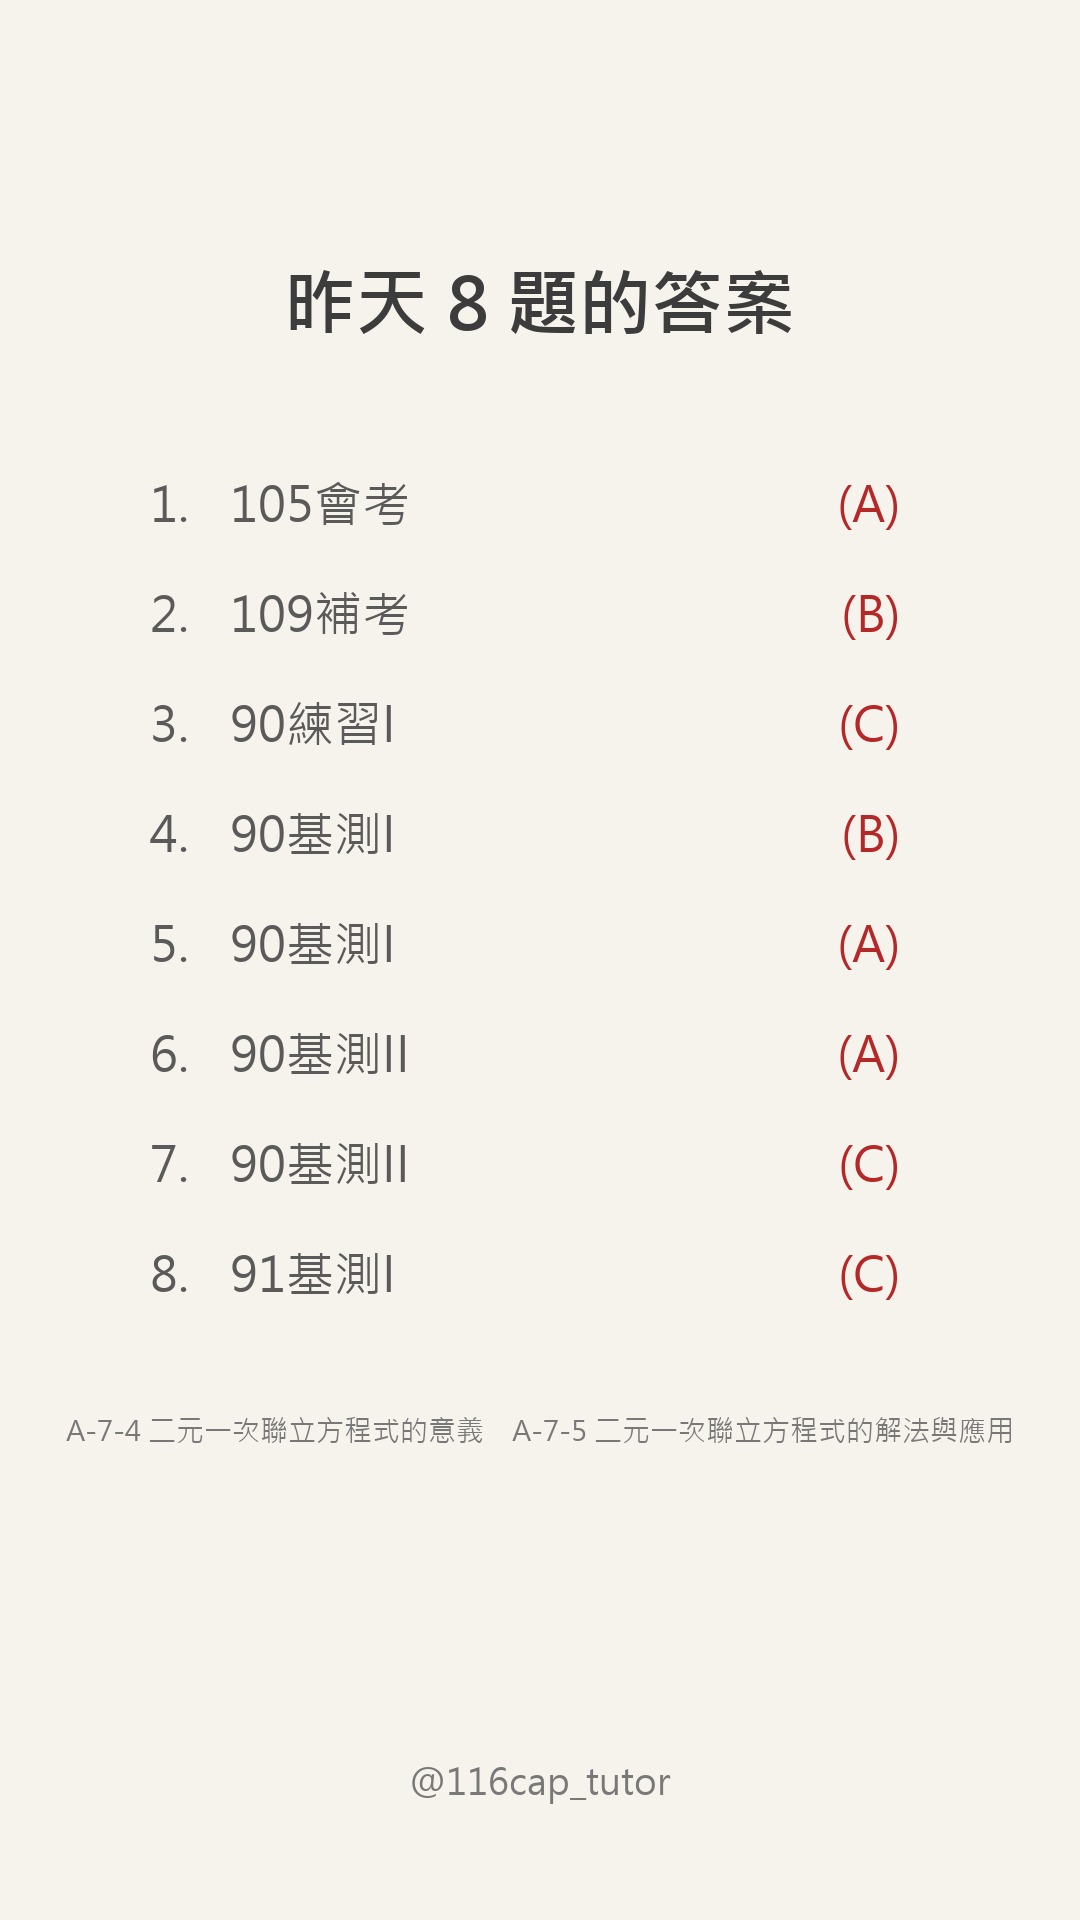 昨天 8 題的答案
1. 105會考 (A)
2. 109補考 (B)
3. 90練習I (C)
4. 90基測I (B)
5. 90基測I (A)
6. 90基測II (A)
7. 90基測II (C)
8. 91基測I (C)
A-7-4 二元一次聯立方程式的意義 A-7-5 二元一次聯立方程式的解法與應用
@116cap_tutor